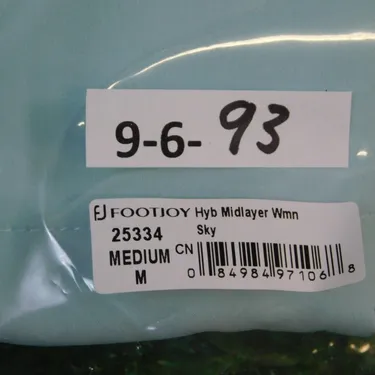 9-6-93
FJ FOOTJOY Hyb Midlayer Wmn
25334 Sky
MEDIUM CN
M
0 84984 97106 8